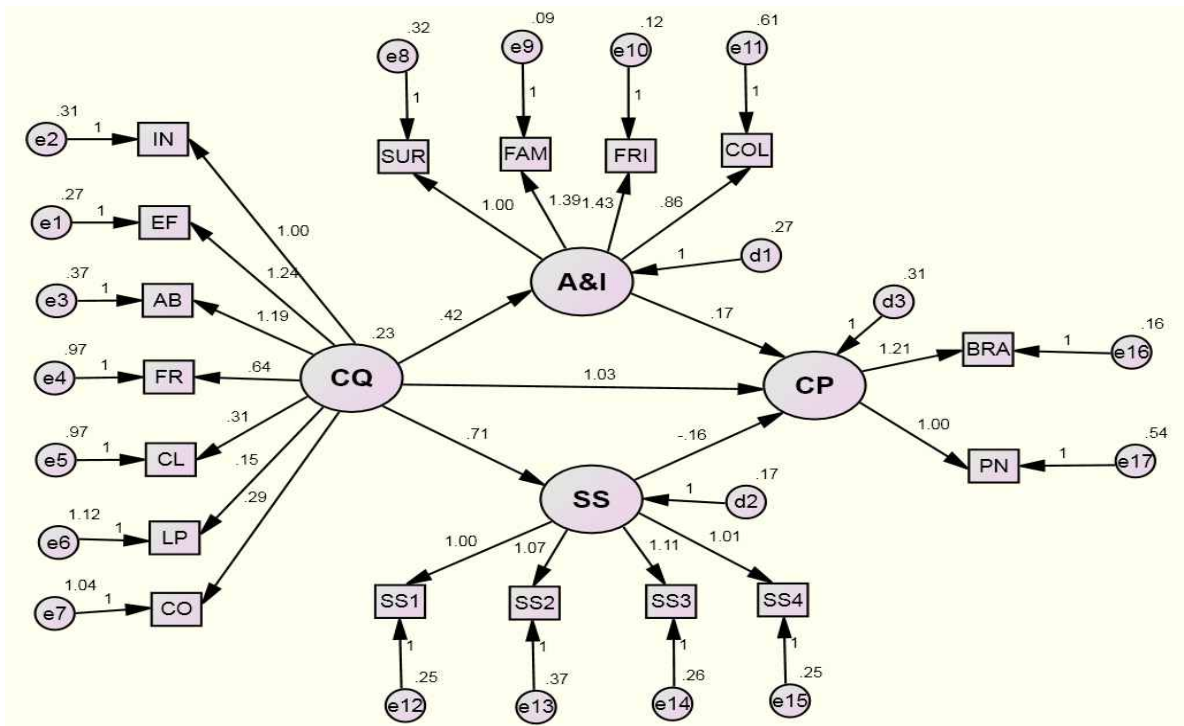 .32
e8
1
SUR
.09
e9
1
FAM
.12
e10
1
FRI
.61
e11
1
COL
.31
e2
1
IN
.27
e1
1
EF
.37
e3
1
AB
.97
e4
1
FR
.97
e5
1
CL
1.12
e6
1
LP
1.04
e7
1
CO
1.00
1.24
1.19
.64
.31
.15
.29
.23
CQ
1.00
1.39
1.43
.86
A&I
.27
d1
1
.42
1.03
.71
.17
-.16
.31
d3
1
CP
1.21
BRA
1
.16
e16
1.00
PN
1
.54
e17
SS
.17
d2
1
1.00
1.07
1.11
1.01
SS1
SS2
SS3
SS4
1
.25
e12
1
.37
e13
1
.26
e14
1
.25
e15